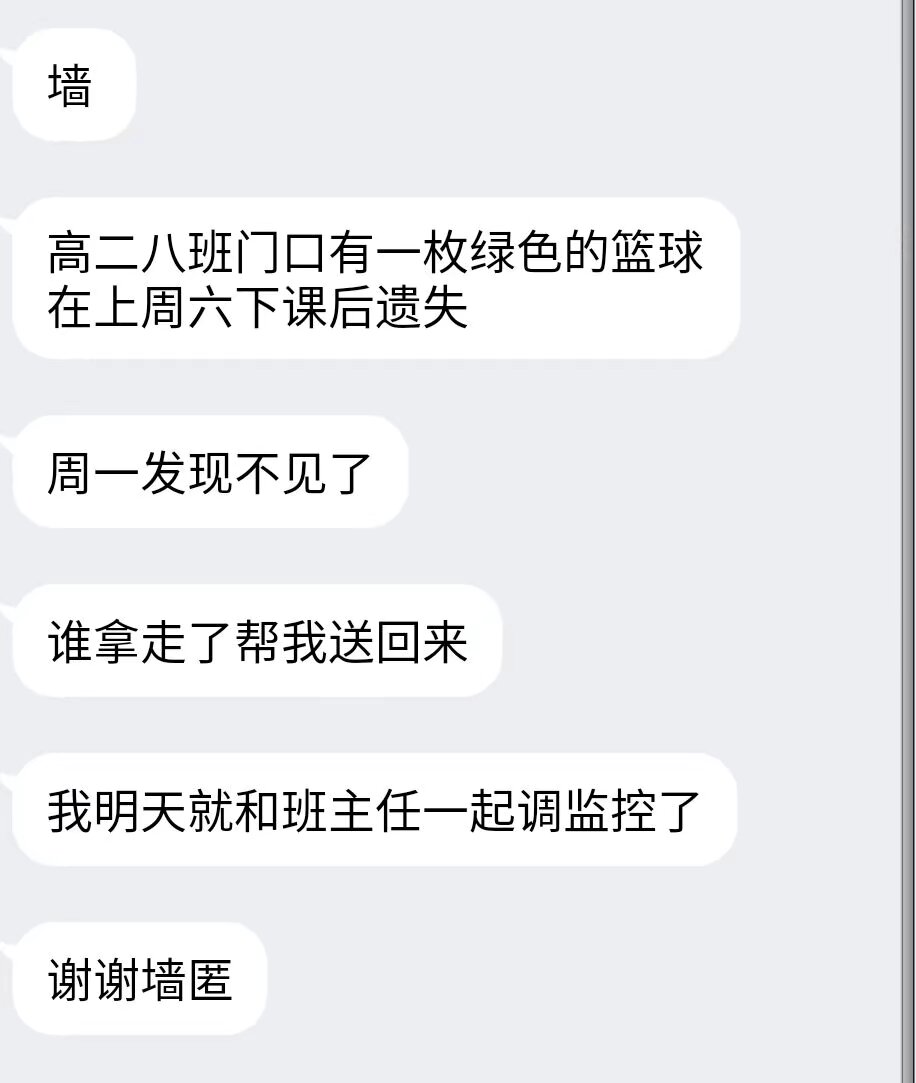 墙
高二八班门口有一枚绿色的篮球
在上周六下课后遗失
周一发现不见了
谁拿走了帮我送回来
我明天就和班主任一起调监控了
谢谢墙匿